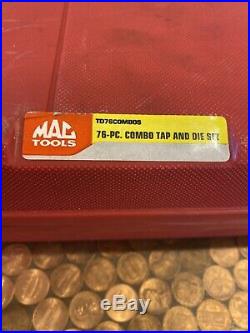 MAC
TOOLS
TD76COMBOS
76-PC. COMBO TAP AND DIE SET